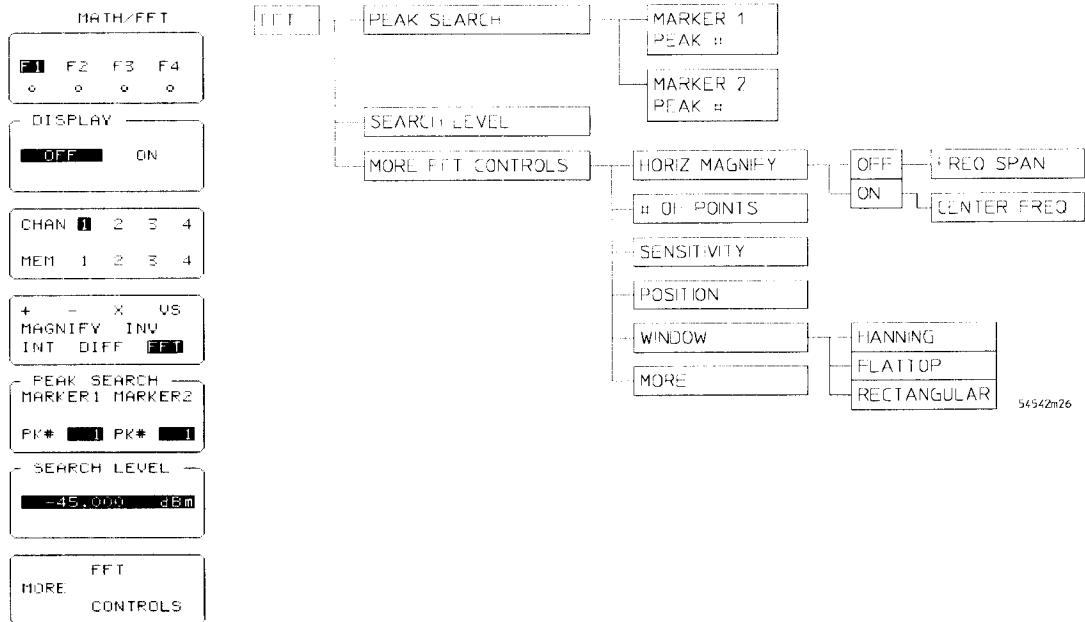 MATH/FFT
F1 F2 F3 F4
DISPLAY
OFF ON
CHAN 1 2 3 4
MEM 1 2 3 4
+ - X VS
MAGNIFY INV
INT DIFF FFT
PEAK SEARCH
MARKER1 MARKER2
PK# 1 PK# 1
SEARCH LEVEL
-45.000 dBm
FFT
MORE
CONTROLS
FFT
PEAK SEARCH
MARKER 1
PEAK #
MARKER 2
PEAK #
SEARCH LEVEL
MORE FFT CONTROLS
HORIZ MAGNIFY
OFF
FREQ SPAN
ON
CENTER FREQ
# OF POINTS
SENSITIVITY
POSITION
WINDOW
HANNING
FLATTOP
RECTANGULAR
MORE
54542m26